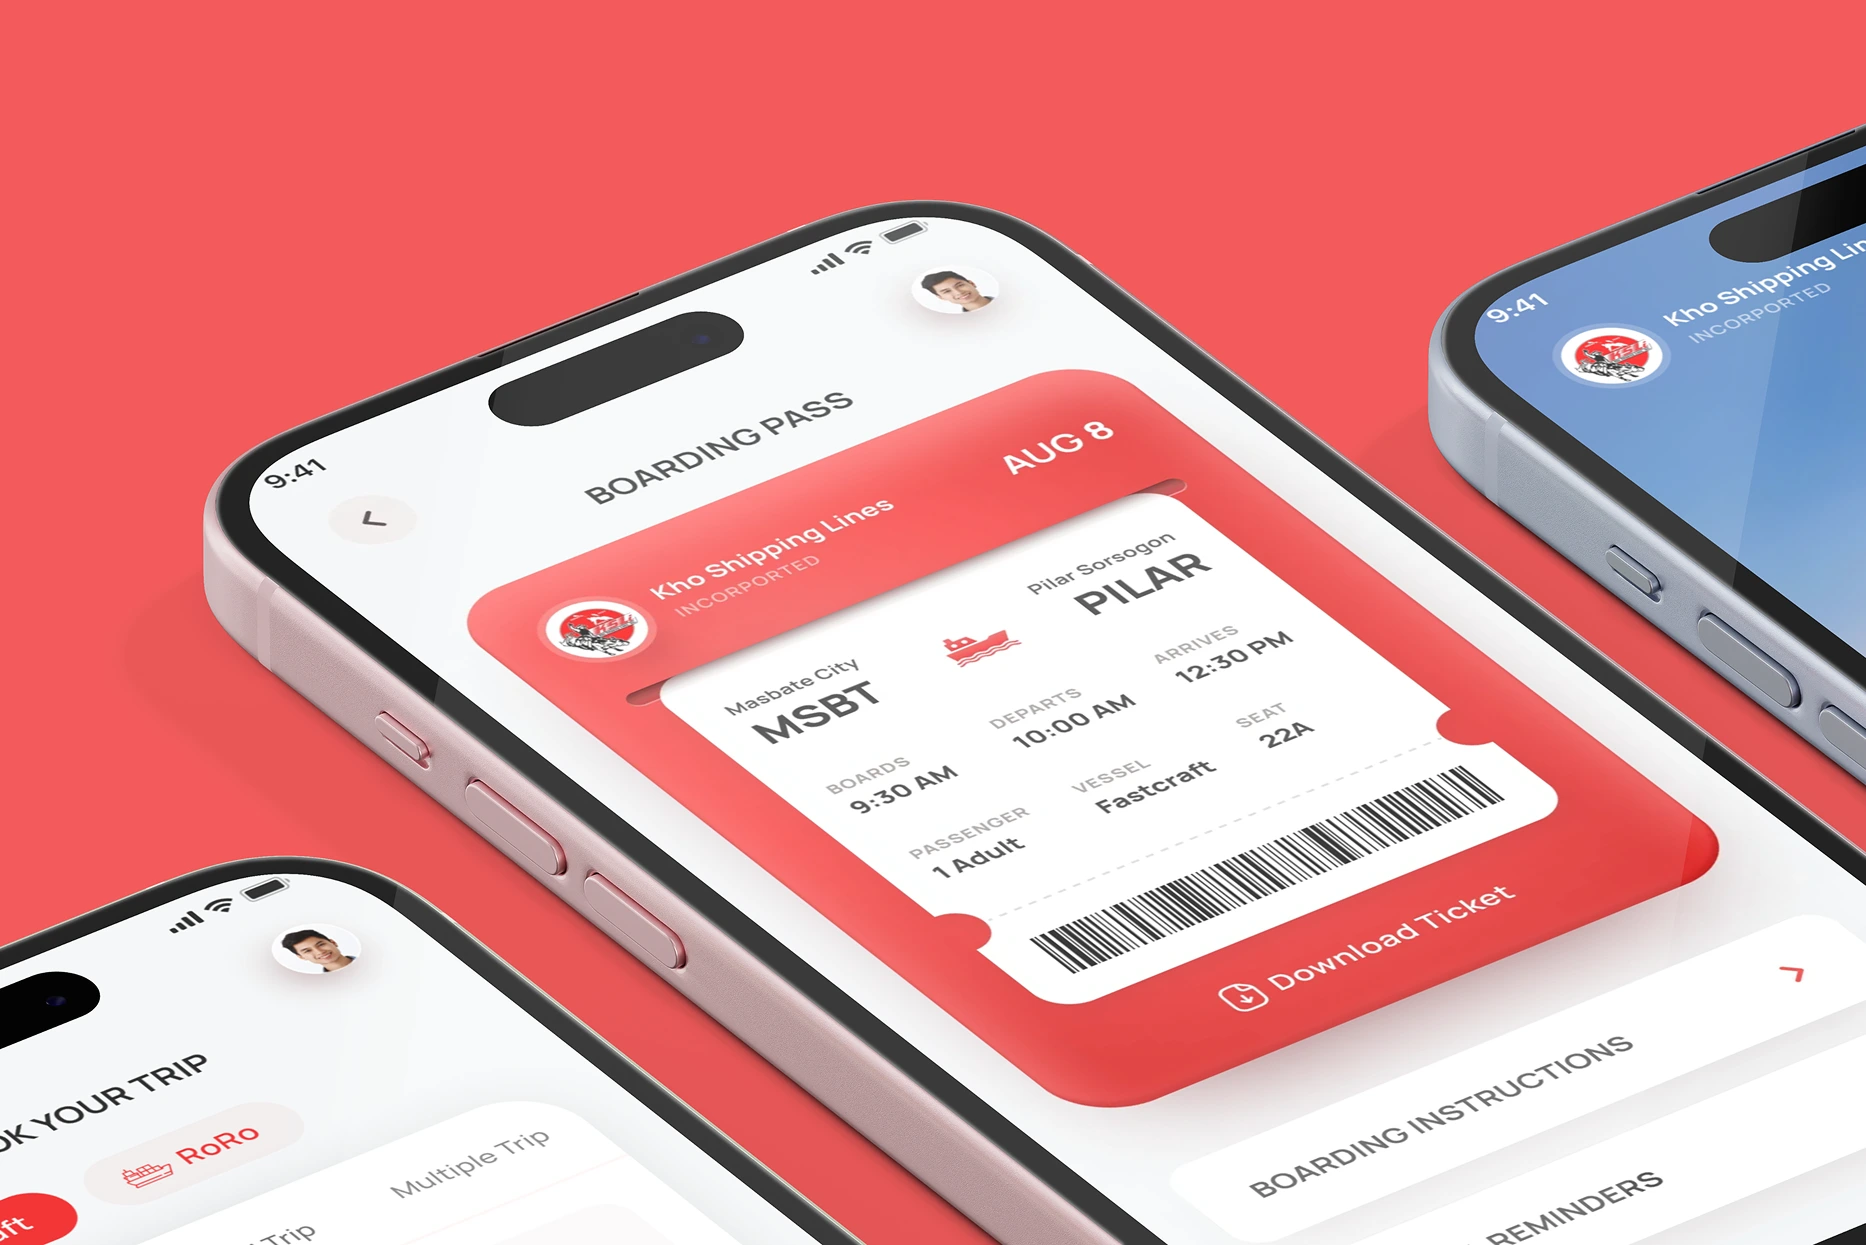 9:41
BOARDING PASS
Kho Shipping Lines
INCORPORTED
AUG 8
Masbate City
MSBT
Pilar Sorsogon
PILAR
BOARDS
9:30 AM
DEPARTS
10:00 AM
ARRIVES
12:30 PM
PASSENGER
1 Adult
VESSEL
Fastcraft
SEAT
22A
Download Ticket
BOARDING INSTRUCTIONS
REMINDERS
9:41
Kho Shipping Lin
INCORPORTED
OK YOUR TRIP
RoRo
ft
Trip
Multiple Trip